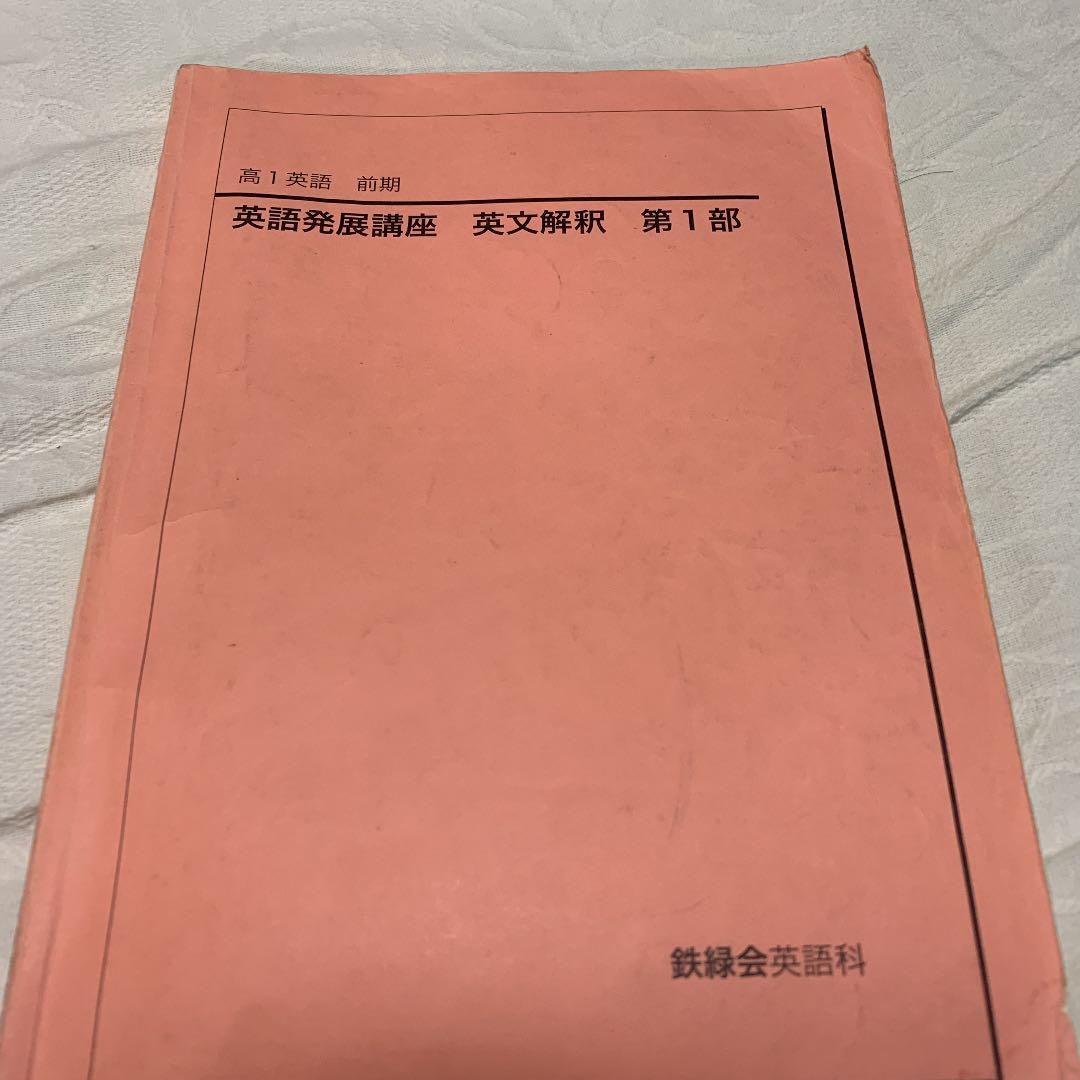 高1英語　前期
英語発展講座　英文解釈　第1部
鉄緑会英語科